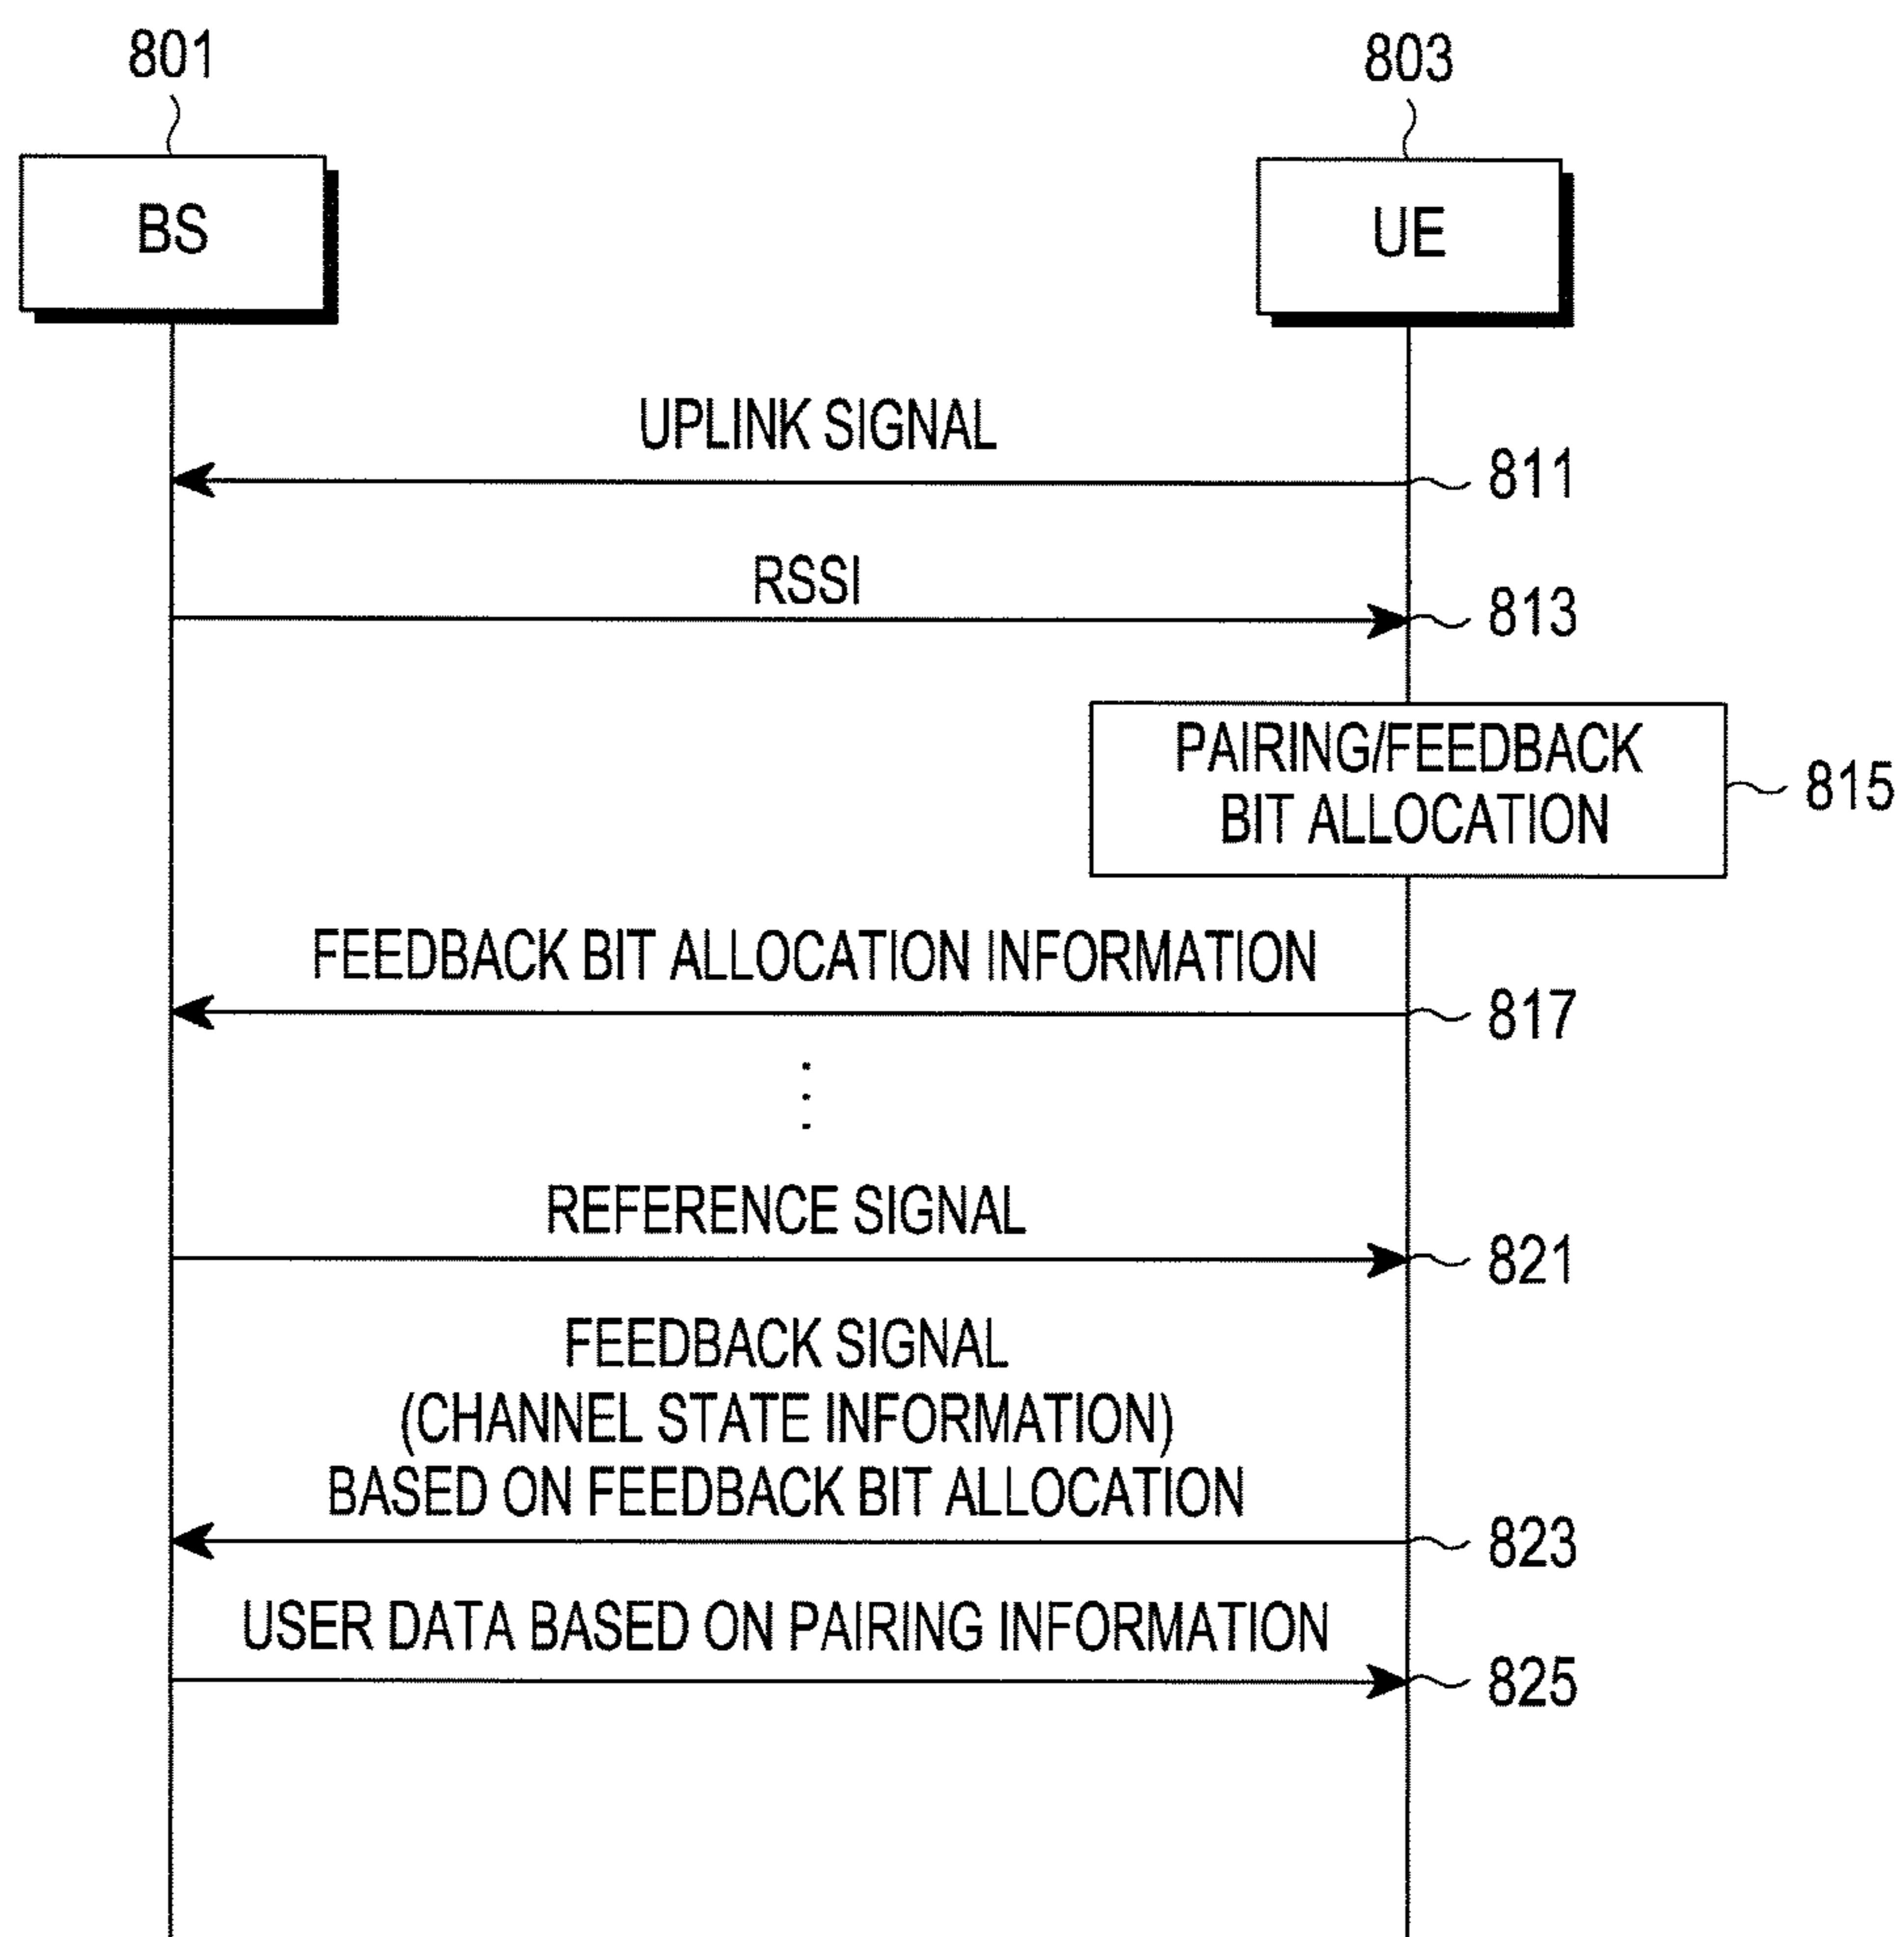 801
803
BS
UE
UPLINK SIGNAL
811
RSSI
813
PAIRING/FEEDBACK
BIT ALLOCATION
815
FEEDBACK BIT ALLOCATION INFORMATION
817
REFERENCE SIGNAL
821
FEEDBACK SIGNAL
(CHANNEL STATE INFORMATION)
BASED ON FEEDBACK BIT ALLOCATION
823
USER DATA BASED ON PAIRING INFORMATION
825